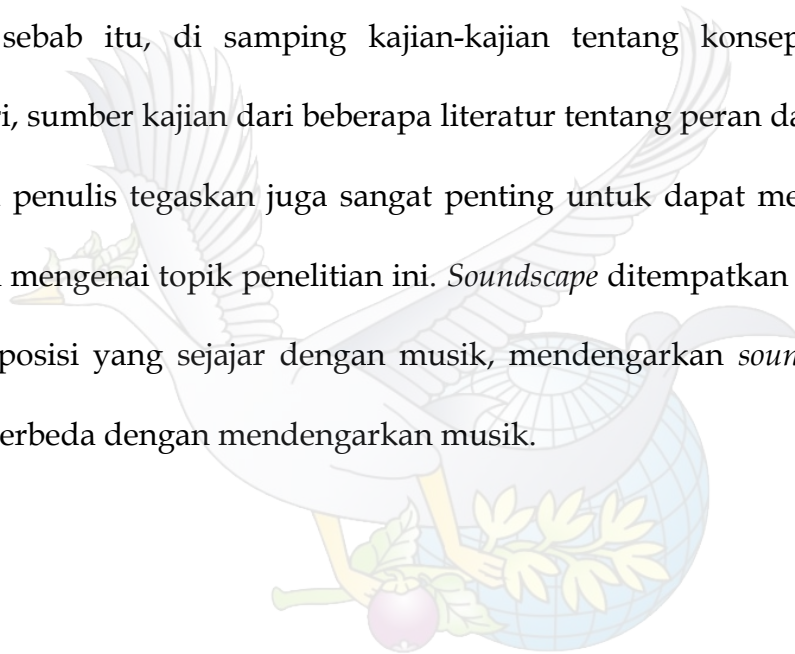 sebab itu, di samping kajian-kajian tentang konsep
i, sumber kajian dari beberapa literatur tentang peran da
penulis tegaskan juga sangat penting untuk dapat me
mengenai topik penelitian ini. Soundscape ditempatkan
posisi yang sejajar dengan musik, mendengarkan soun
erbeda dengan mendengarkan musik.